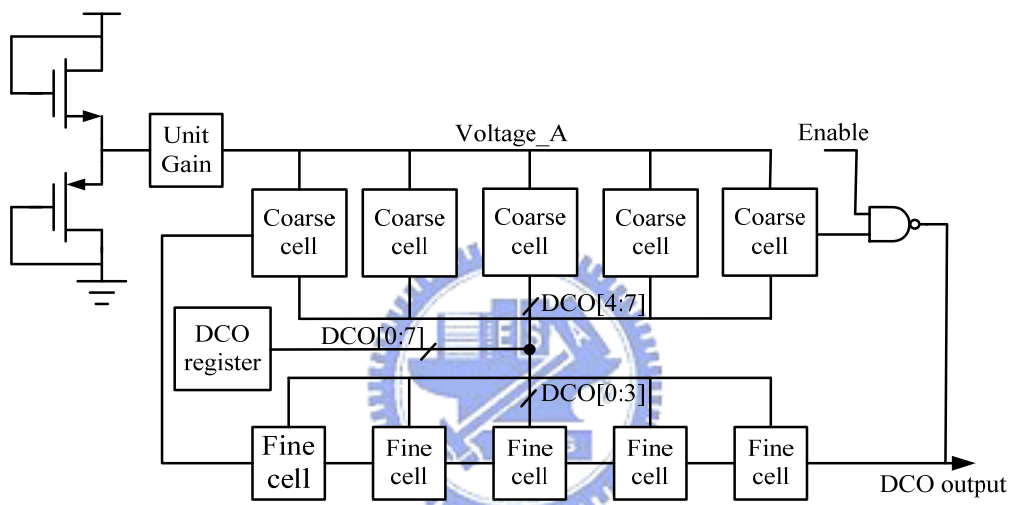 Unit
Gain
Voltage_A
Enable
Coarse
cell
Coarse
cell
Coarse
cell
Coarse
cell
Coarse
cell
DCO[4:7]
DCO
register
DCO[0:7]
DCO[0:3]
Fine
cell
Fine
cell
Fine
cell
Fine
cell
Fine
cell
DCO output